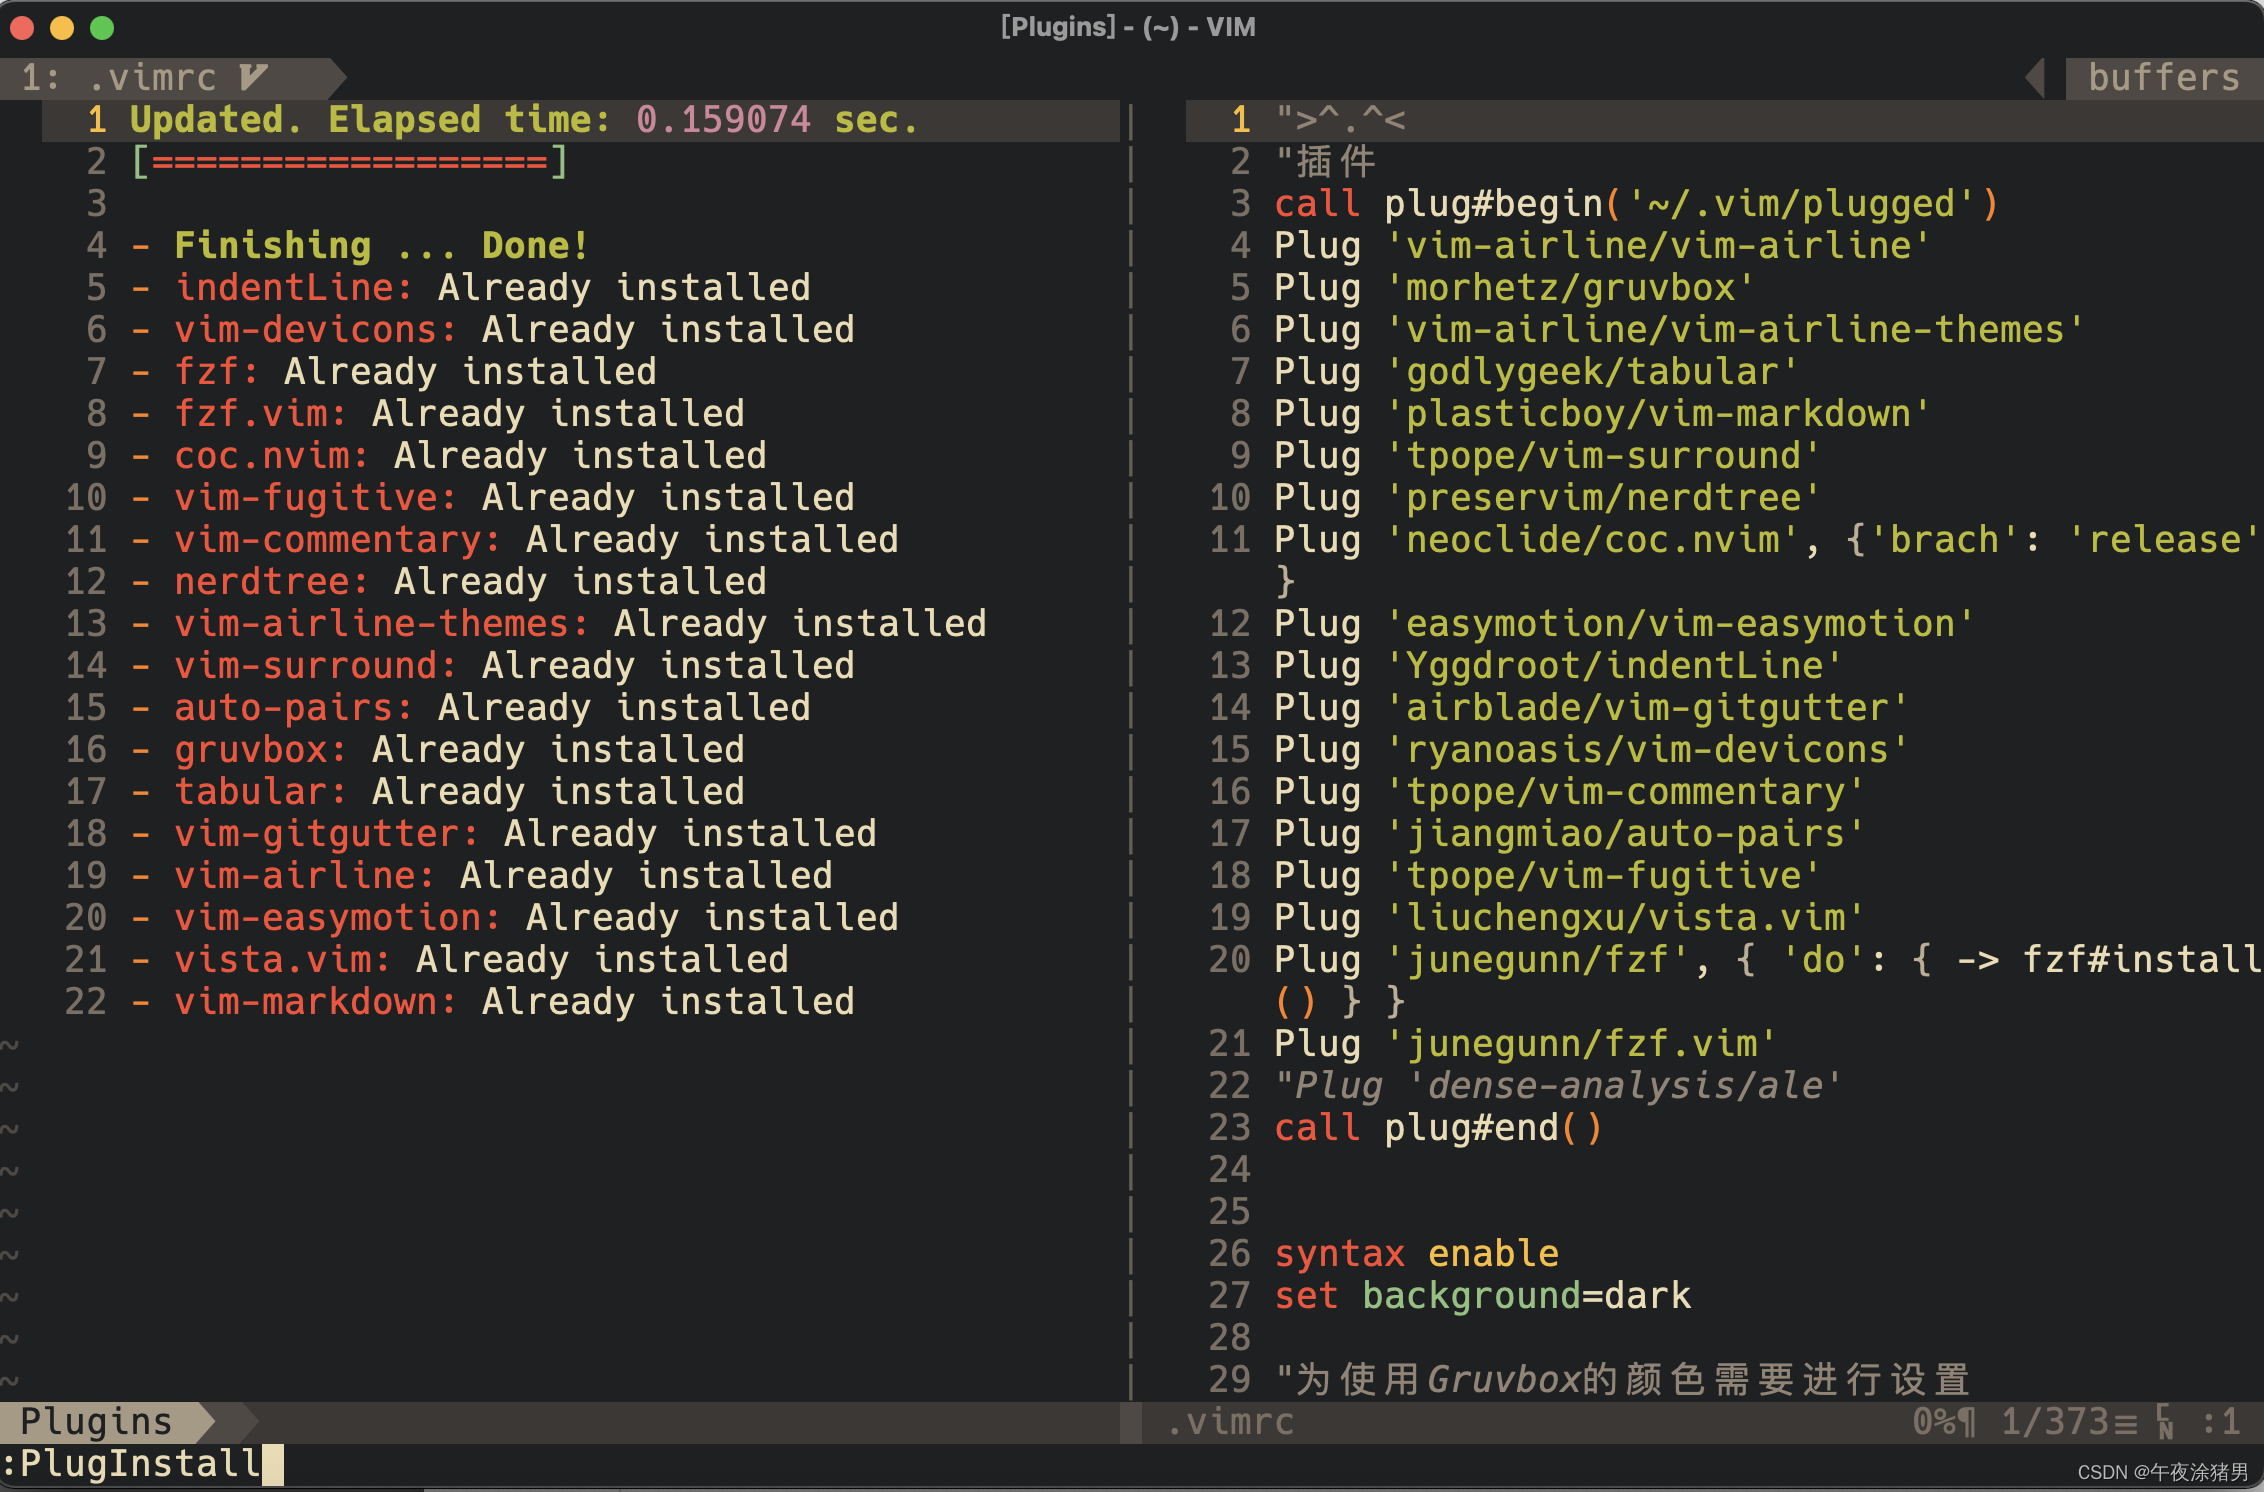 [Plugins] - (~) - VIM
1: .vimrc
buffers
1 Updated. Elapsed time: 0.159074 sec.
2 [==================]
3
4 - Finishing ... Done!
5 - indentLine: Already installed
6 - vim-devicons: Already installed
7 - fzf: Already installed
8 - fzf.vim: Already installed
9 - coc.nvim: Already installed
10 - vim-fugitive: Already installed
11 - vim-commentary: Already installed
12 - nerdtree: Already installed
13 - vim-airline-themes: Already installed
14 - vim-surround: Already installed
15 - auto-pairs: Already installed
16 - gruvbox: Already installed
17 - tabular: Already installed
18 - vim-gitgutter: Already installed
19 - vim-airline: Already installed
20 - vim-easymotion: Already installed
21 - vista.vim: Already installed
22 - vim-markdown: Already installed
~
~
~
~
~
~
~
~
~
1 ">^.^<
2 "插件
3 call plug#begin('~/.vim/plugged')
4 Plug 'vim-airline/vim-airline'
5 Plug 'morhetz/gruvbox'
6 Plug 'vim-airline/vim-airline-themes'
7 Plug 'godlygeek/tabular'
8 Plug 'plasticboy/vim-markdown'
9 Plug 'tpope/vim-surround'
10 Plug 'preservim/nerdtree'
11 Plug 'neoclide/coc.nvim', {'brach': 'release'
}
12 Plug 'easymotion/vim-easymotion'
13 Plug 'Yggdroot/indentLine'
14 Plug 'airblade/vim-gitgutter'
15 Plug 'ryanoasis/vim-devicons'
16 Plug 'tpope/vim-commentary'
17 Plug 'jiangmiao/auto-pairs'
18 Plug 'tpope/vim-fugitive'
19 Plug 'liuchengxu/vista.vim'
20 Plug 'junegunn/fzf', { 'do': { -> fzf#install
() } }
21 Plug 'junegunn/fzf.vim'
22 "Plug 'dense-analysis/ale'
23 call plug#end()
24
25
26 syntax enable
27 set background=dark
28
29 "为使用Gruvbox的颜色需要进行设置
Plugins
.vimrc
0%¶ 1/373≡ ␤ :1
:PlugInstall
CSDN @午夜涂猪男